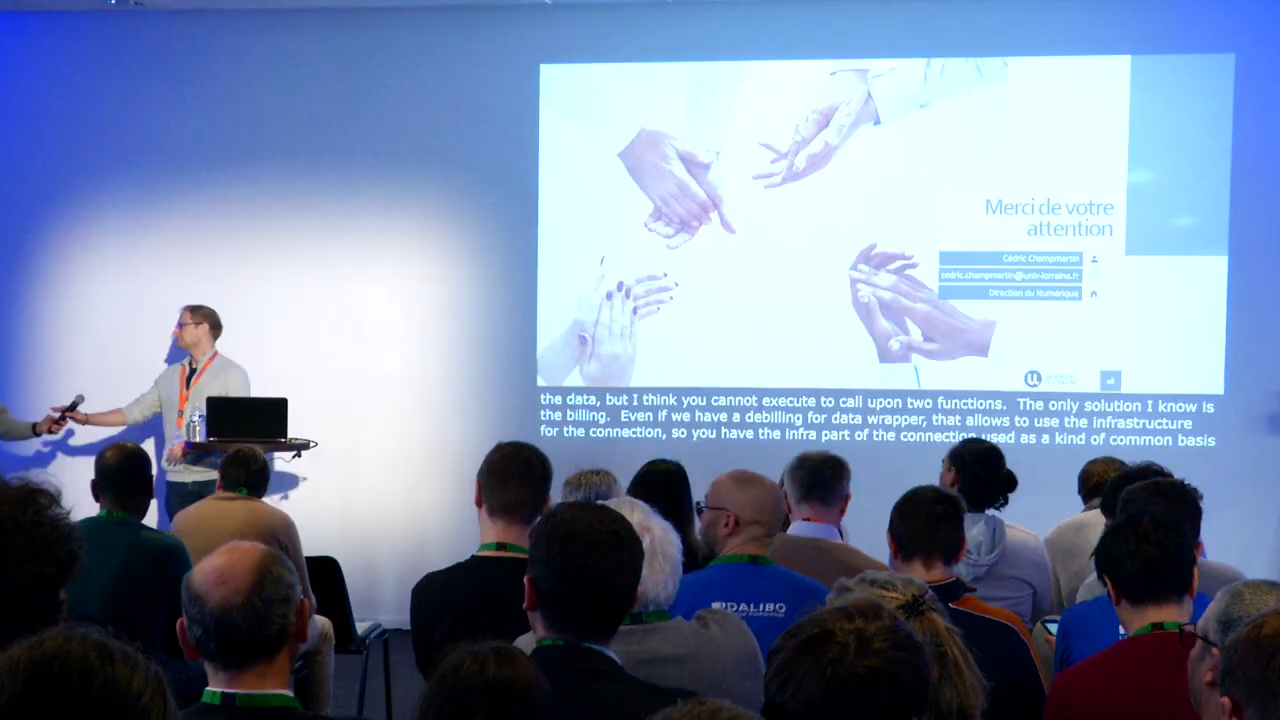 Merci de votre
attention
Cédric Champmartin
cedric.champmartin@univ-lorraine.fr
Direction du Numérique
the data, but I think you cannot execute to call upon two functions. The only solution I know is
the billing. Even if we have a debilling for data wrapper, that allows to use the infrastructure
for the connection, so you have the infra part of the connection used as a kind of common basis
DALIBO